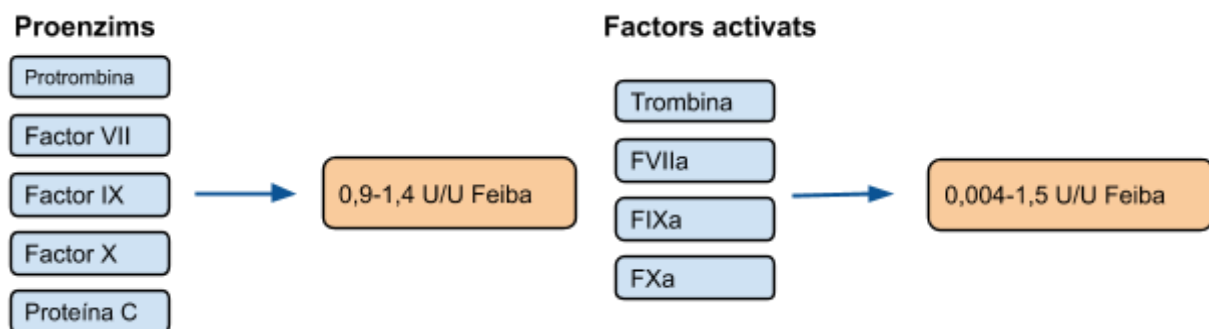 Proenzims
Protrombina
Factor VII
Factor IX
Factor X
Proteína C
0,9-1,4 U/U Feiba
Factors activats
Trombina
FVIIa
FIXa
FXa
0,004-1,5 U/U Feiba